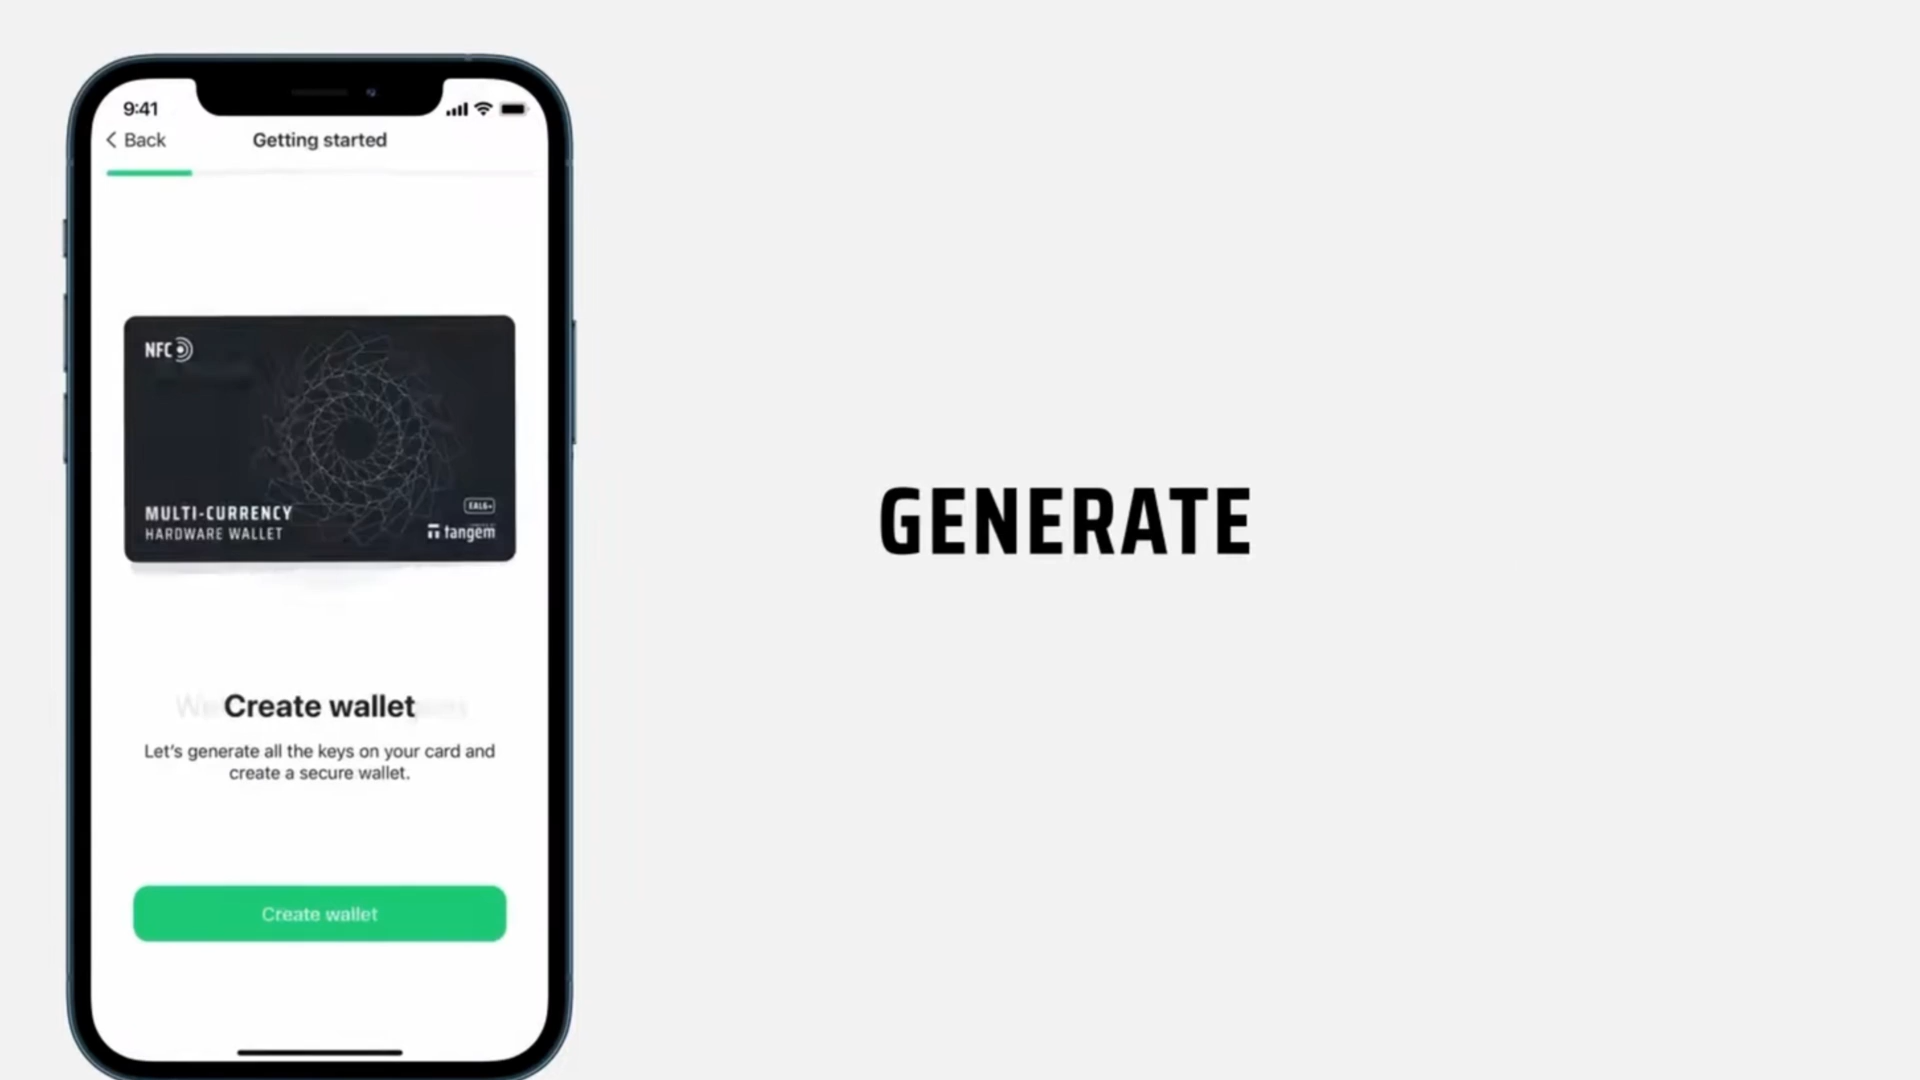 9:41
Back
Getting started
NFC
MULTI-CURRENCY
HARDWARE WALLET
EAL6+
tangem
Create wallet
Let's generate all the keys on your card and
create a secure wallet.
Create wallet
GENERATE